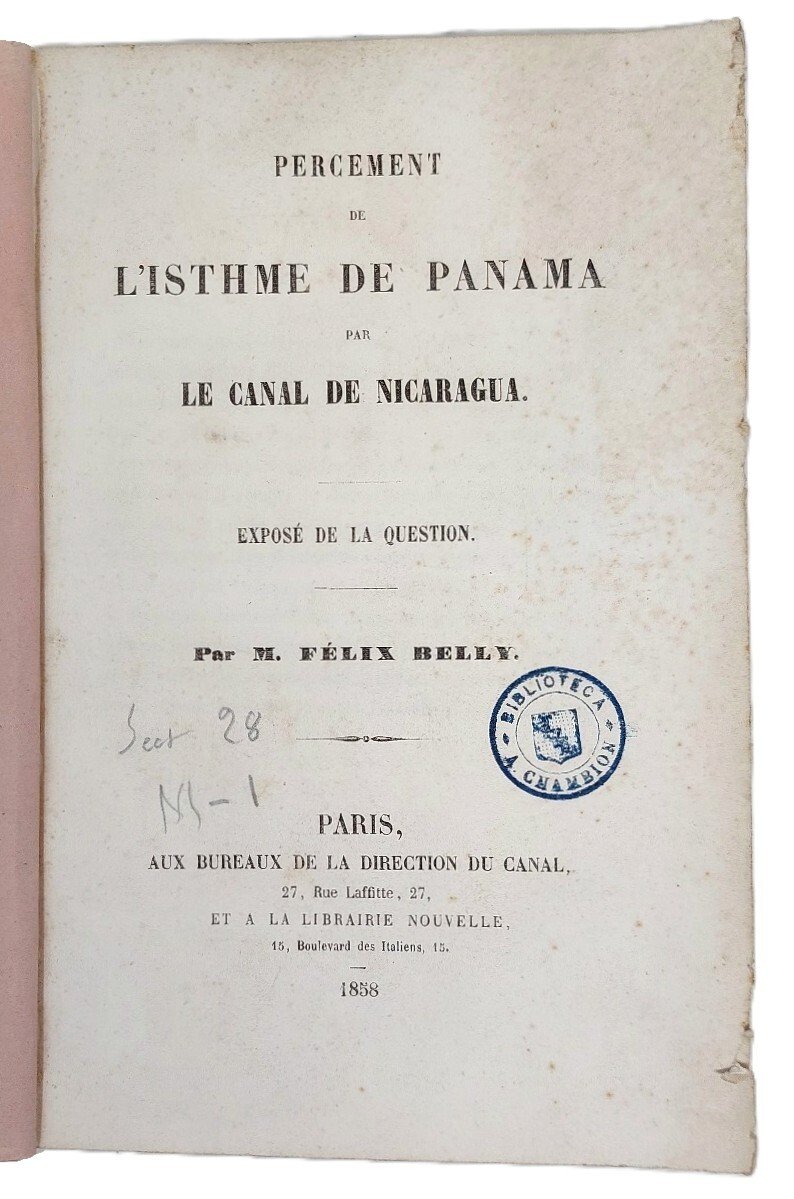 PERCEMENT
DE
L'ISTHME DE PANAMA
PAR
LE CANAL DE NICARAGUA.
EXPOSÉ DE LA QUESTION.
Par M. FÉLIX BELLY.
BIBLIOTECA
A. CHAMBION
Sect 28
PARIS,
AUX BUREAUX DE LA DIRECTION DU CANAL,
27, Rue Laffitte, 27,
ET A LA LIBRAIRIE NOUVELLE,
15, Boulevard des Italiens, 15.
1858